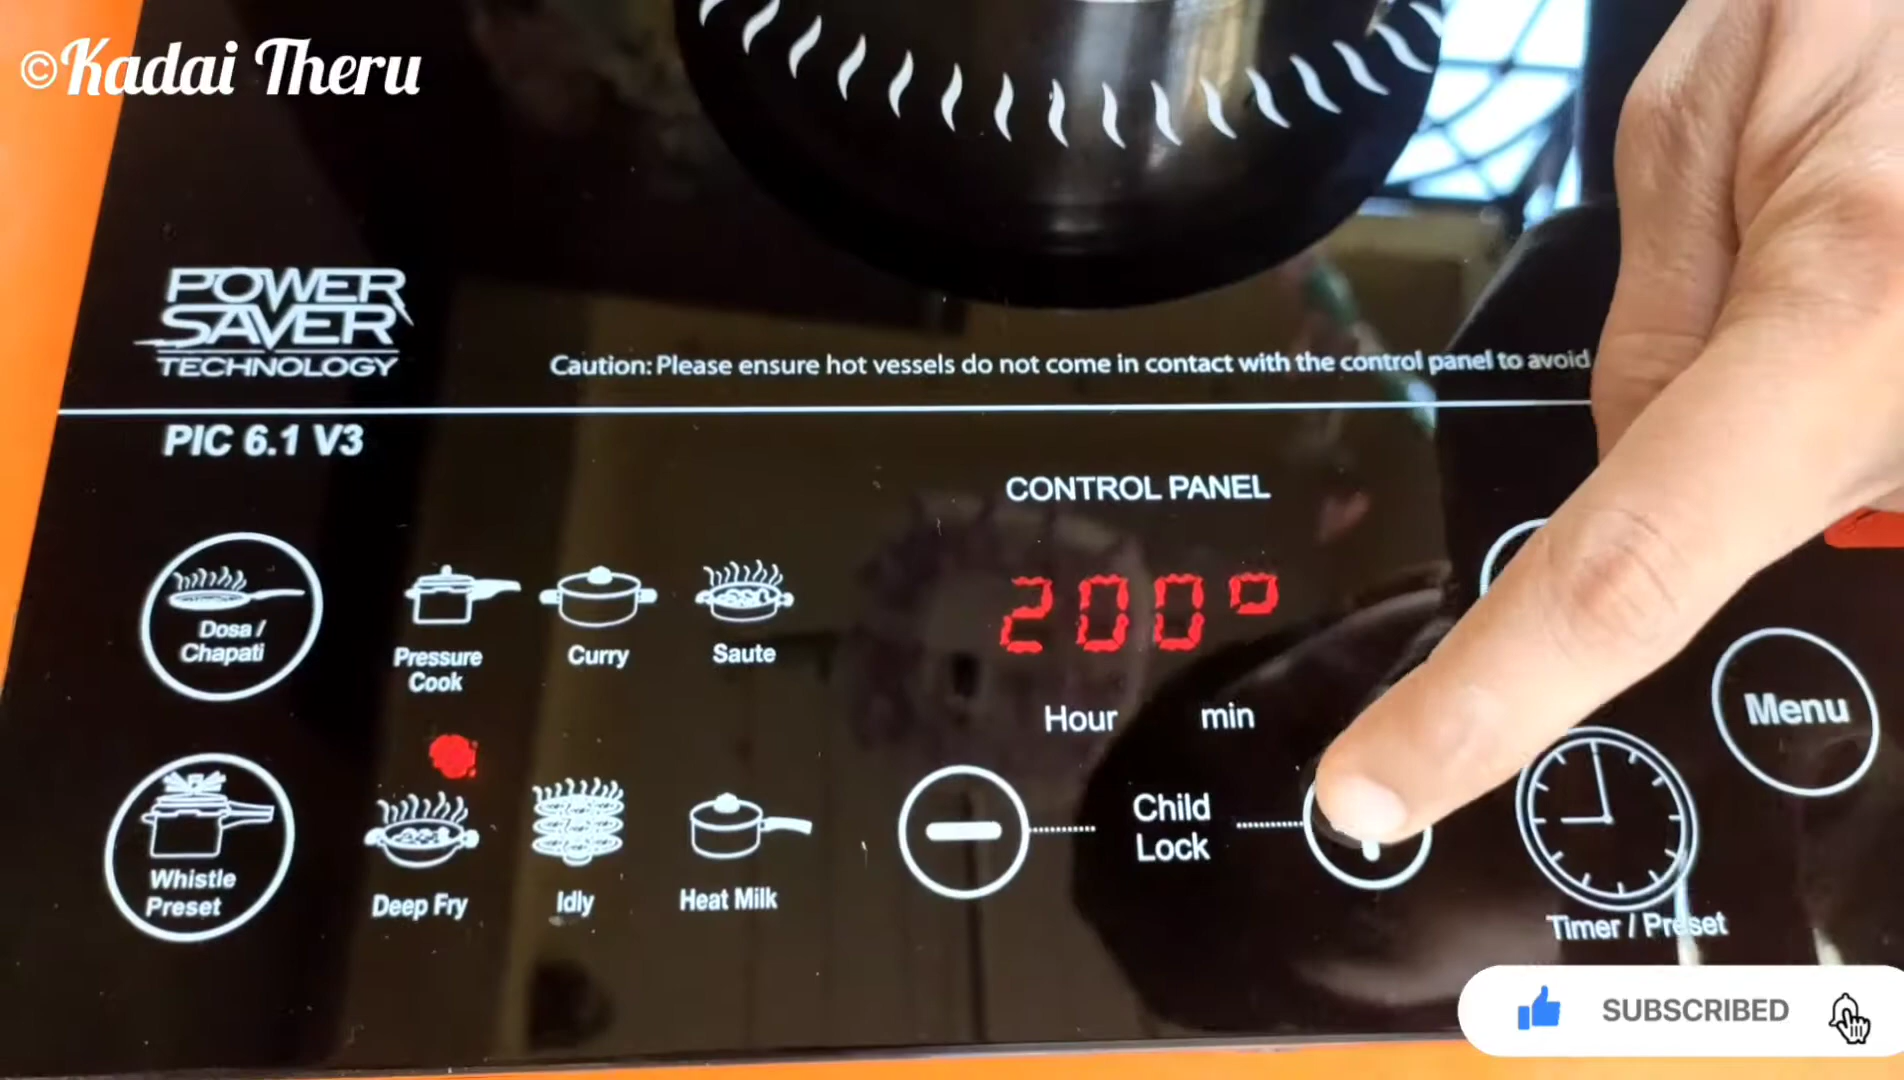 ©Kadai Theru
POWER
SAVER
TECHNOLOGY
Caution: Please ensure hot vessels do not come in contact with the control panel to avoid
PIC 6.1 V3
CONTROL PANEL
200°
Hour min
Dosa /
Chapati
Pressure
Cook
Curry
Saute
Menu
Whistle
Preset
Deep Fry
Idly
Heat Milk
Child
Lock
Timer / Preset
SUBSCRIBED